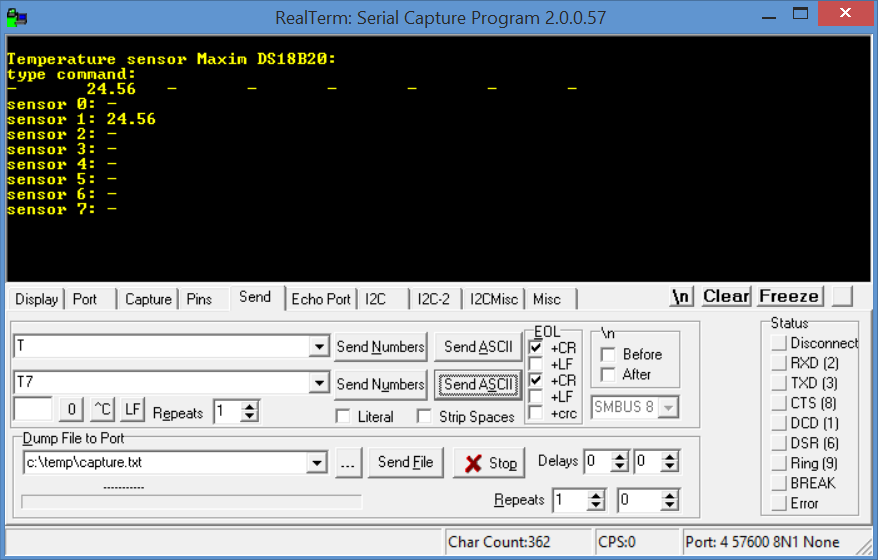 RealTerm: Serial Capture Program 2.0.0.57
Temperature sensor Maxim DS18B20:
type command:
- 24.56 - - - - - -
sensor 0: -
sensor 1: 24.56
sensor 2: -
sensor 3: -
sensor 4: -
sensor 5: -
sensor 6: -
sensor 7: -
Display Port Capture Pins Send Echo Port I2C I2C-2 I2CMisc Misc \n Clear Freeze
T Send Numbers Send ASCII
T7 Send Numbers Send ASCII
0 ^C LF Repeats 1 Literal Strip Spaces
EOL
+CR
+LF
+CR
+LF
+crc
\n
Before
After
SMBUS 8
Dump File to Port
c:\temp\capture.txt ... Send File Stop Delays 0 0
-----------
Repeats 1 0
Status
Disconnect
RXD (2)
TXD (3)
CTS (8)
DCD (1)
DSR (6)
Ring (9)
BREAK
Error
Char Count:362 CPS:0 Port: 4 57600 8N1 None